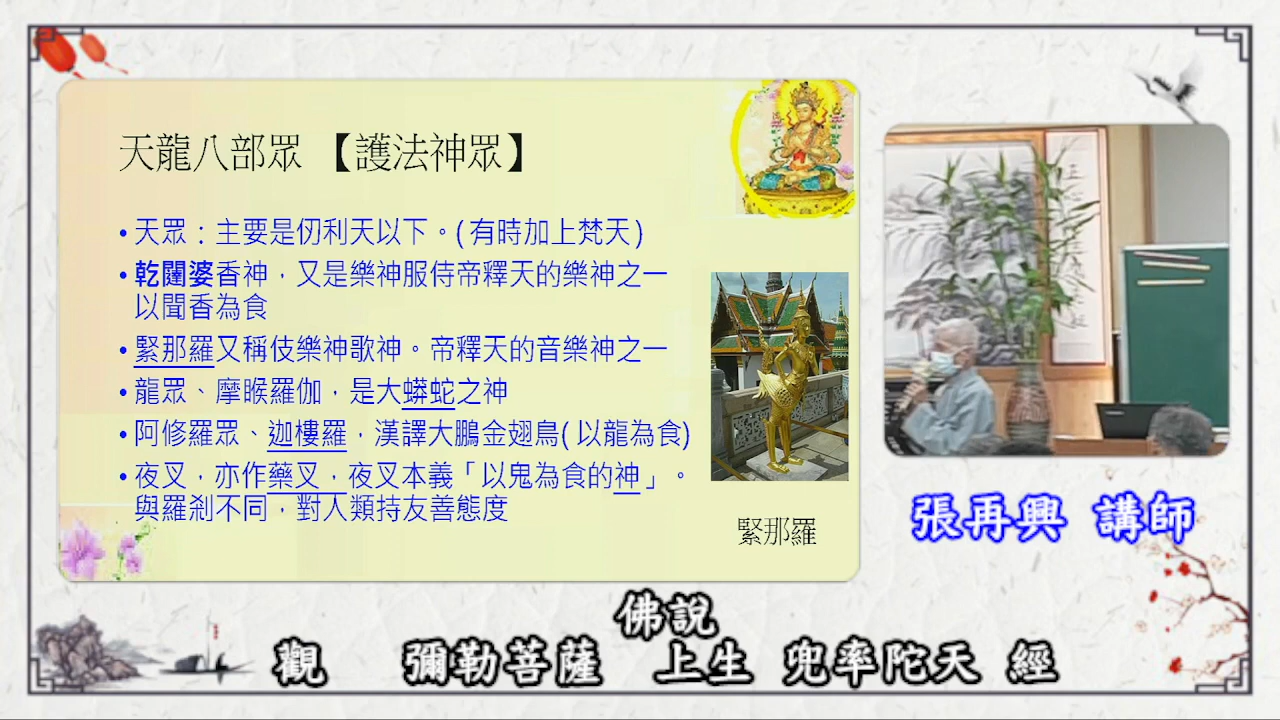 天龍八部眾 【護法神眾】
•天眾：主要是仞利天以下。(有時加上梵天)
•乾闥婆香神，又是樂神服侍帝釋天的樂神之一
以聞香為食
•緊那羅又稱伎樂神歌神。帝釋天的音樂神之一
•龍眾、摩睺羅伽，是大蟒蛇之神
•阿修羅眾、迦樓羅，漢譯大鵬金翅鳥(以龍為食)
•夜叉，亦作藥叉，夜叉本義「以鬼為食的神」。
與羅剎不同，對人類持友善態度
緊那羅
張再興 講師
佛說
觀 彌勒菩薩 上生 兜率陀天 經